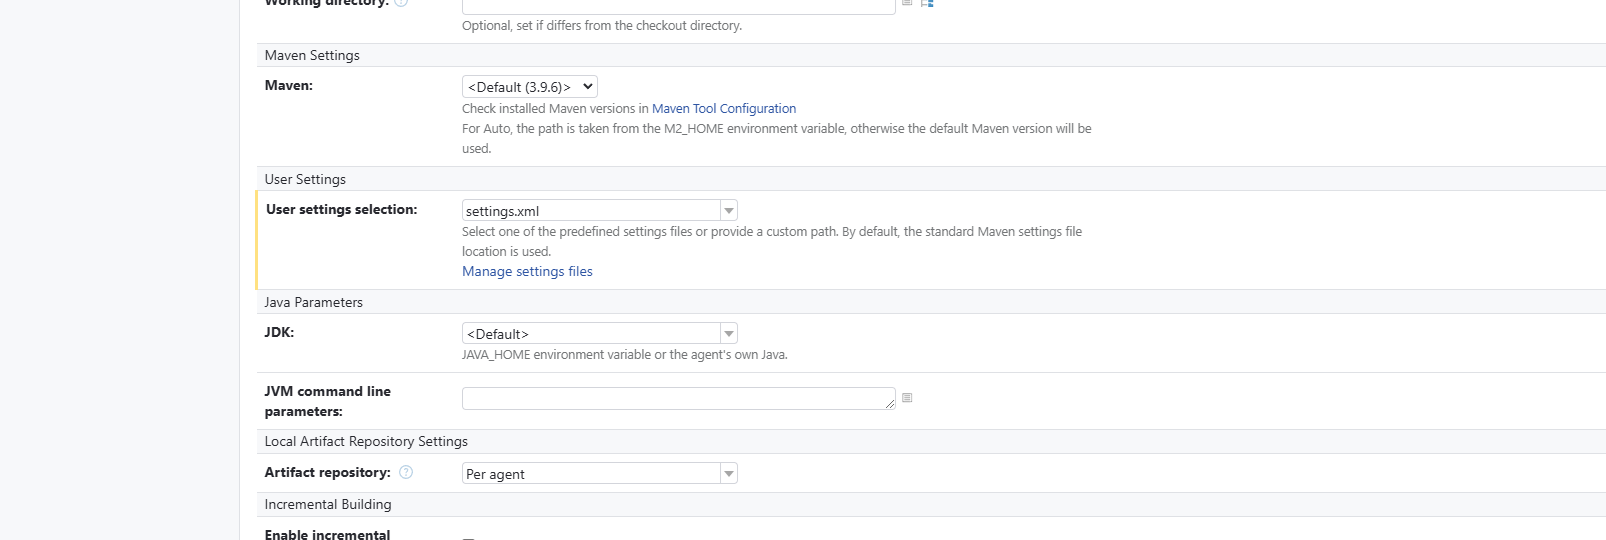 Working directory:
Optional, set if differs from the checkout directory.
Maven Settings
Maven:
<Default (3.9.6)>
Check installed Maven versions in Maven Tool Configuration
For Auto, the path is taken from the M2_HOME environment variable, otherwise the default Maven version will be
used.
User Settings
User settings selection:
settings.xml
Select one of the predefined settings files or provide a custom path. By default, the standard Maven settings file
location is used.
Manage settings files
Java Parameters
JDK:
<Default>
JAVA_HOME environment variable or the agent's own Java.
JVM command line
parameters:
Local Artifact Repository Settings
Artifact repository: ?
Per agent
Incremental Building
Enable incremental